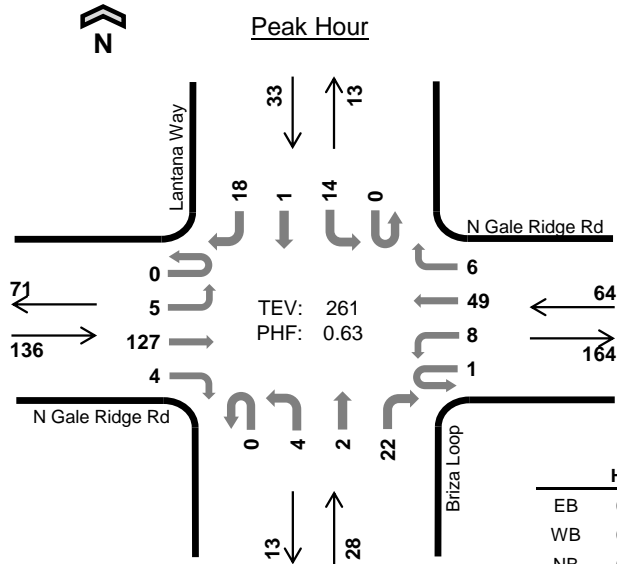 Peak Hour
N
33
13
Lantana Way
18
1
14
0
N Gale Ridge Rd
0
6
71
5
TEV: 261
49
64
136
127
PHF: 0.63
8
164
4
1
N Gale Ridge Rd
0
4
2
22
Briza Loop
13
28
EB
WB
NB